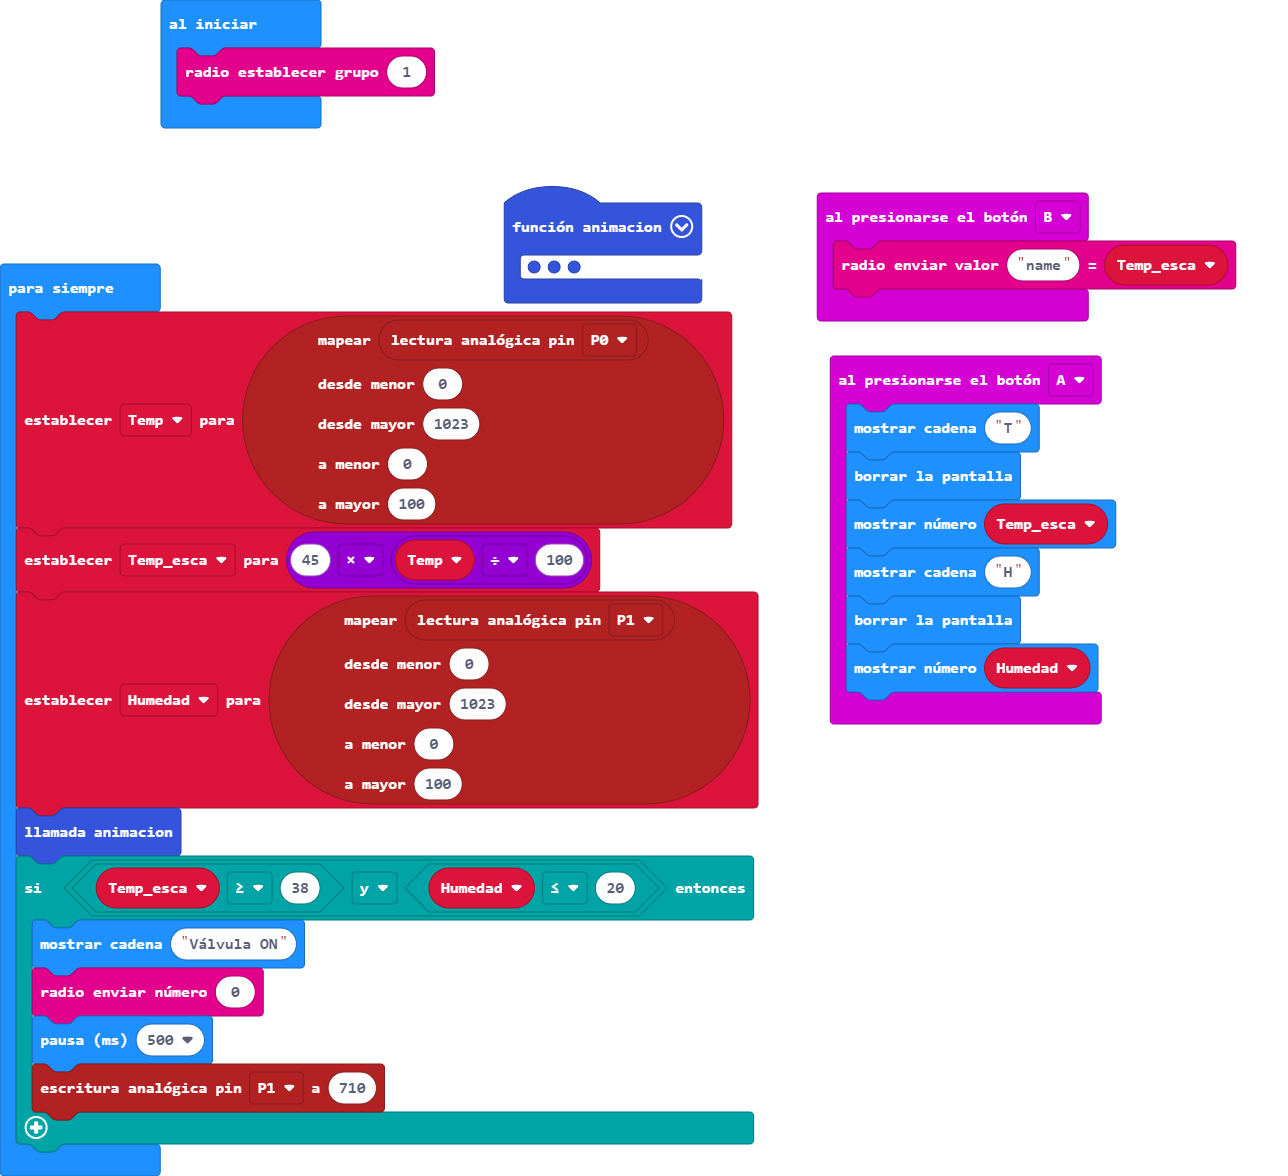 al iniciar
radio establecer grupo 1
función animacion
para siempre
mapear lectura analógica pin P0
desde menor 0
desde mayor 1023
establecer Temp para
a menor 0
a mayor 100
establecer Temp_esca para 45 × Temp ÷ 100
mapear lectura analógica pin P1
desde menor 0
desde mayor 1023
establecer Humedad para
a menor 0
a mayor 100
llamada animacion
si Temp_esca ≥ 38 y Humedad ≤ 20 entonces
mostrar cadena "Válvula ON"
radio enviar número 0
pausa (ms) 500
escritura analógica pin P1 a 710
al presionarse el botón B
radio enviar valor "name" = Temp_esca
al presionarse el botón A
mostrar cadena "T"
borrar la pantalla
mostrar número Temp_esca
mostrar cadena "H"
borrar la pantalla
mostrar número Humedad